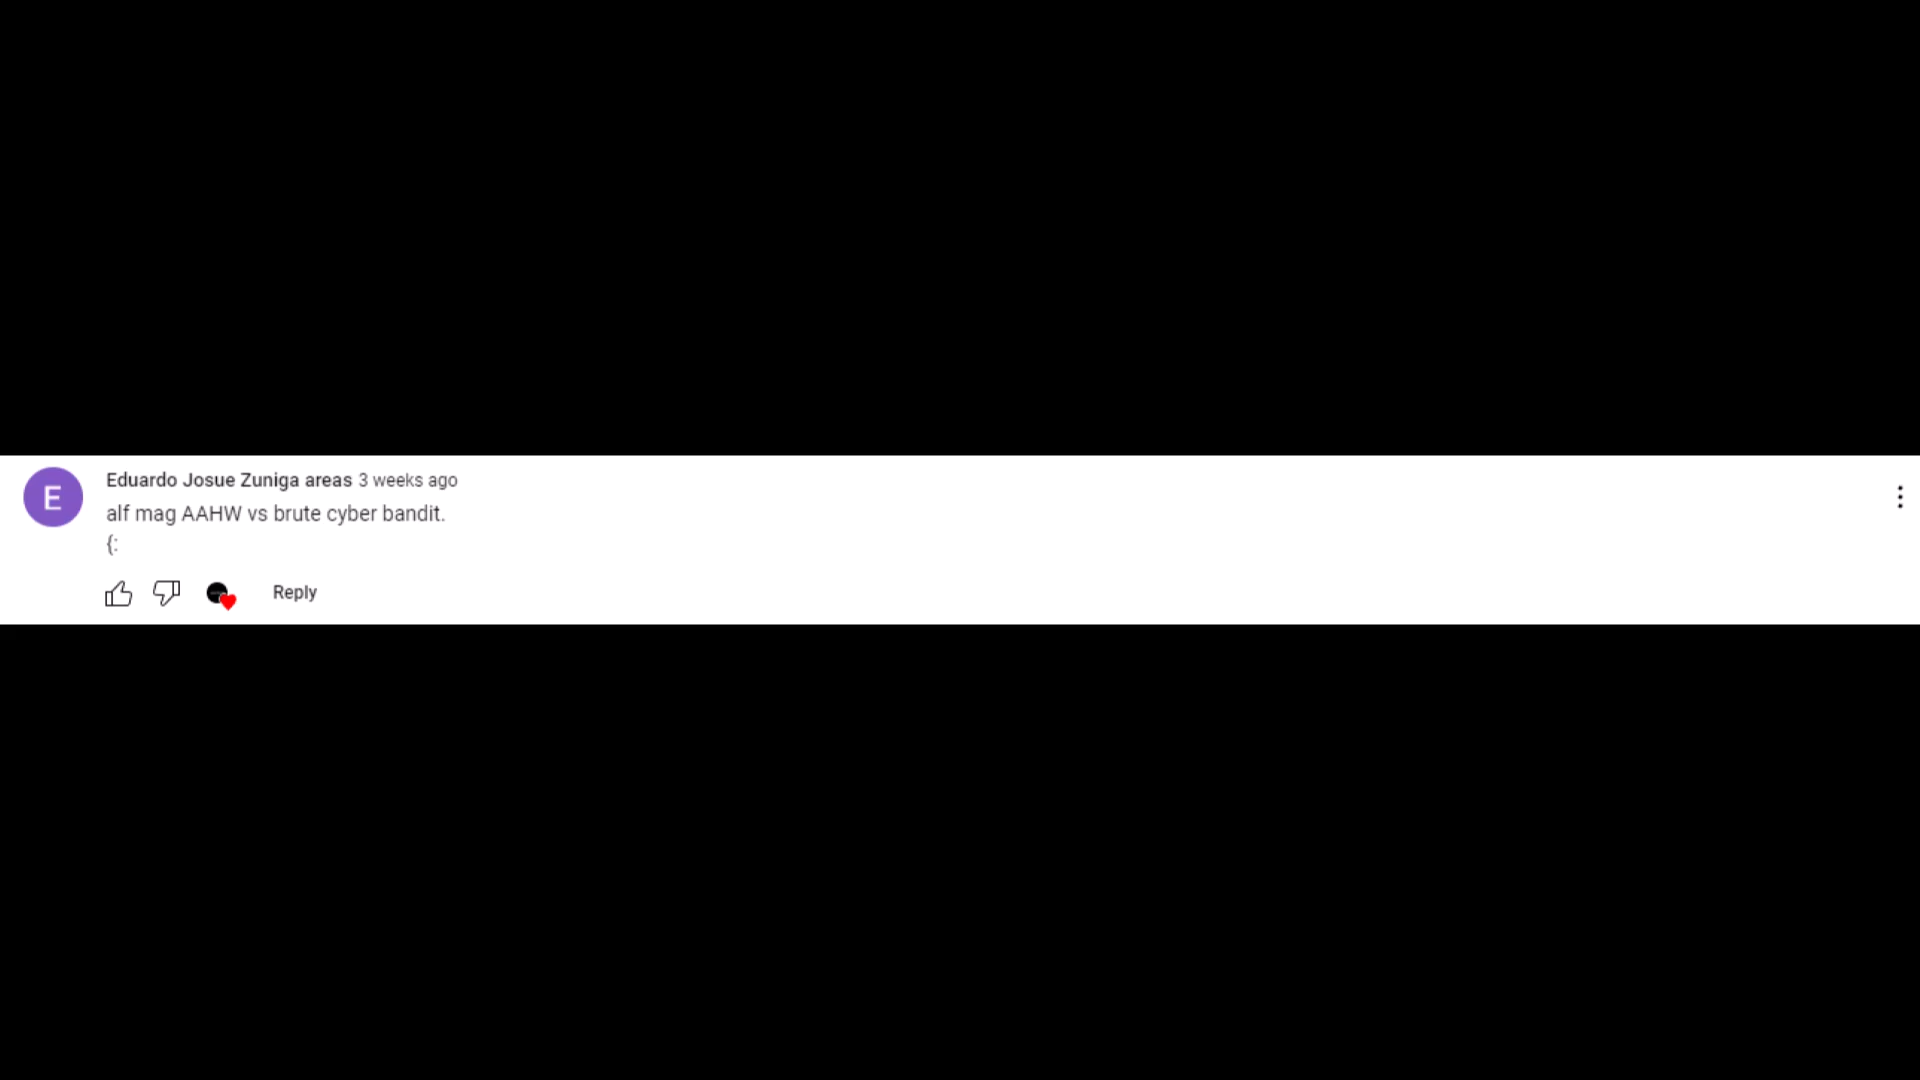 E
Eduardo Josue Zuniga areas 3 weeks ago
alf mag AAHW vs brute cyber bandit.
{:
Reply